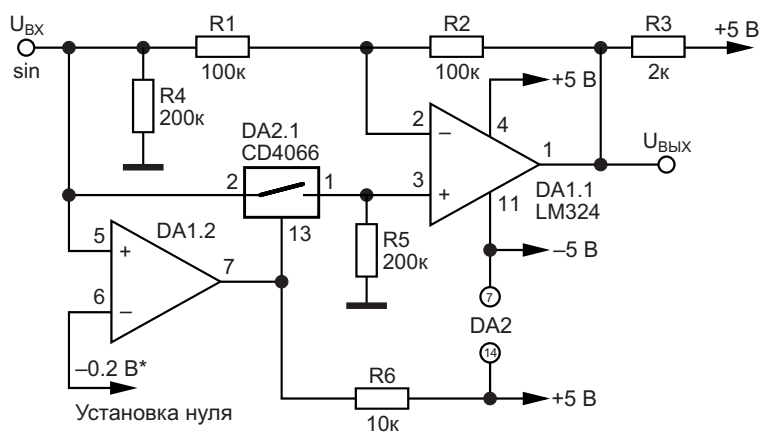 UВХ
sin
R1
100к
R2
100к
R3
2к
+5 В
R4
200к
+5 В
DA2.1
CD4066
2
1
13
2
3
4
1
11
UВЫХ
DA1.1
LM324
R5
200к
–5 В
7
DA2
14
5
6
7
DA1.2
–0.2 В*
Установка нуля
R6
10к
+5 В